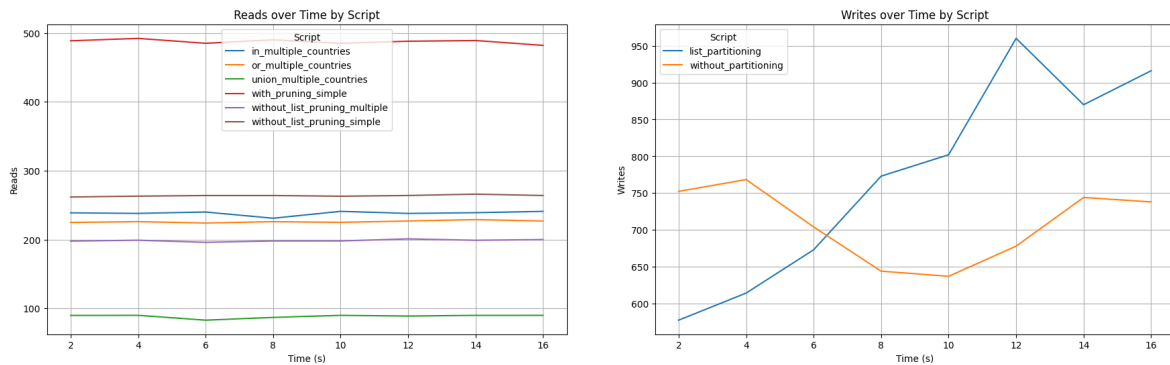 Reads over Time by Script
Reads
500
400
300
200
100
Script
in_multiple_countries
or_multiple_countries
union_multiple_countries
with_pruning_simple
without_list_pruning_multiple
without_list_pruning_simple
2 4 6 8 10 12 14 16
Time (s)
Writes over Time by Script
Writes
950
900
850
800
750
700
650
600
Script
list_partitioning
without_partitioning
2 4 6 8 10 12 14 16
Time (s)